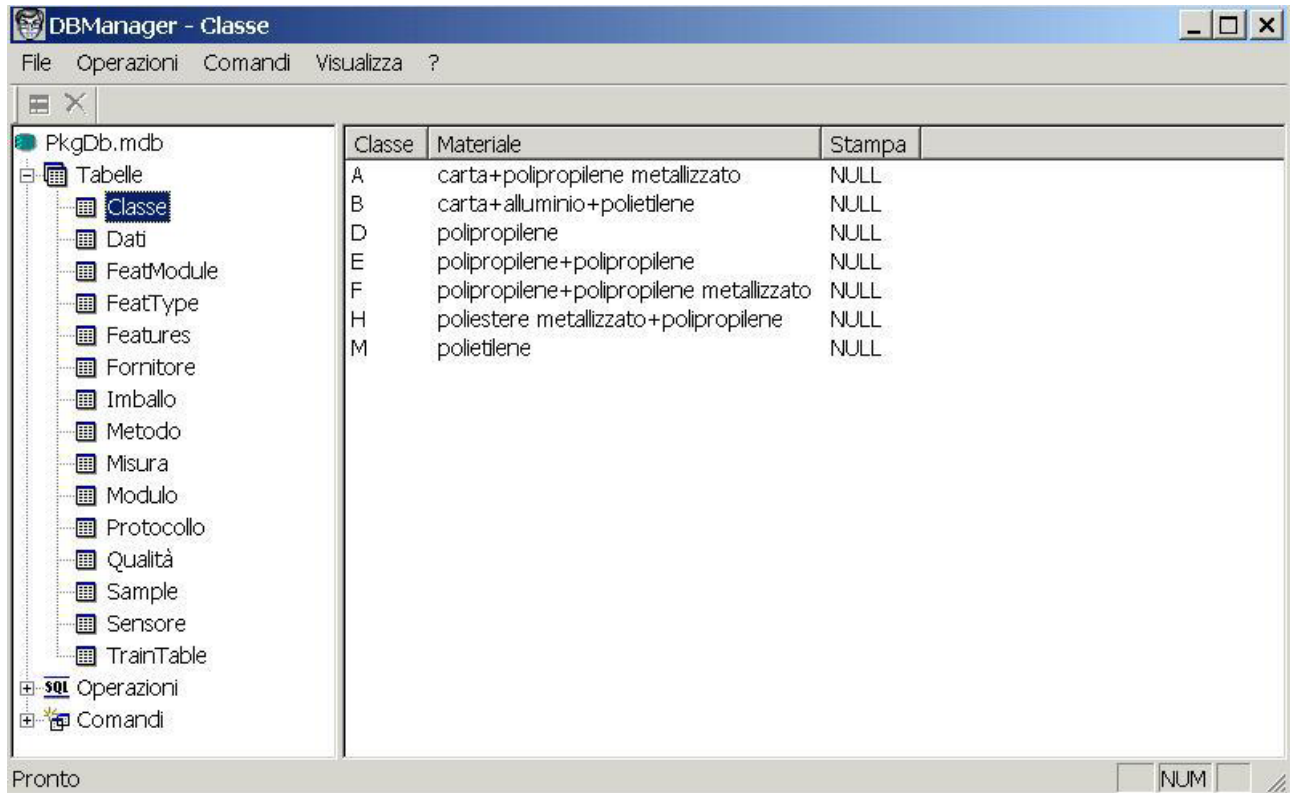 DBManager - Classe
File Operazioni Comandi Visualizza ?
PkgDb.mdb
Tabelle
Classe
Dati
FeatModule
FeatType
Features
Fornitore
Imballo
Metodo
Misura
Modulo
Protocollo
Qualità
Sample
Sensore
TrainTable
SQL Operazioni
Comandi
Classe Materiale Stampa
A carta+polipropilene metallizzato NULL
B carta+alluminio+polietilene NULL
D polipropilene NULL
E polipropilene+polipropilene NULL
F polipropilene+polipropilene metallizzato NULL
H poliestere metallizzato+polipropilene NULL
M polietilene NULL
Pronto NUM